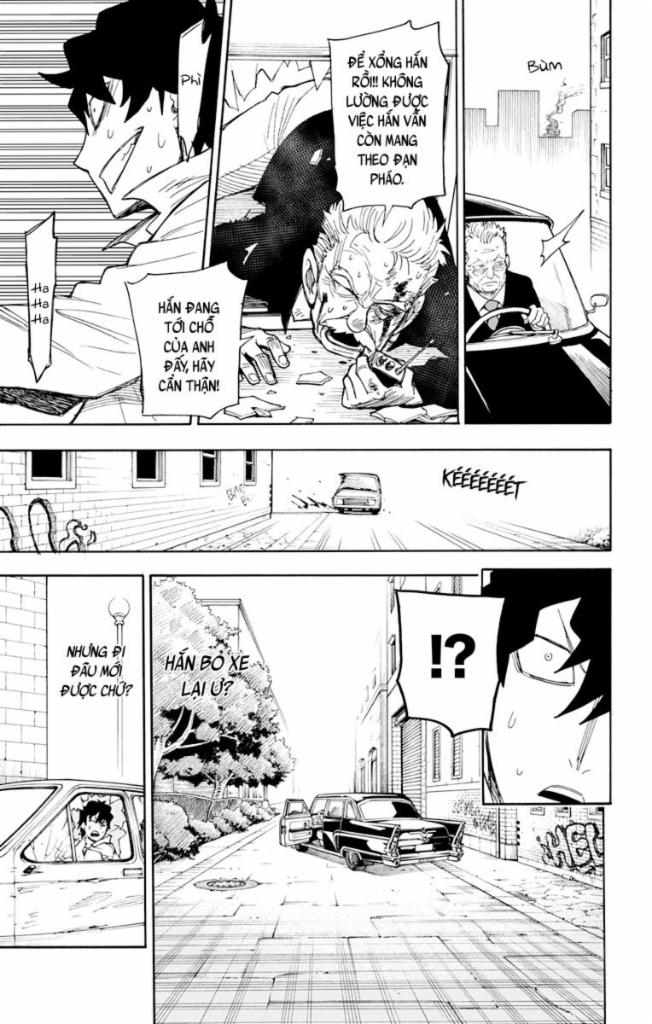 Bùm
ĐỂ XỔNG HẮN
RỒI!! KHÔNG
LƯỜNG ĐƯỢC
VIỆC HẮN VẪN
CÒN MANG
THEO ĐẠN
PHÁO.
HẮN ĐANG
TỚI CHỖ
CỦA ANH
ĐẤY, HÃY
CẨN THẬN!
Phì
Ha
Ha
Ha
KÉÉÉÉÉÉÉT
!?
HẮN BỎ XE
LẠI Ư?
NHƯNG ĐI
ĐÂU MỚI
ĐƯỢC CHỨ?